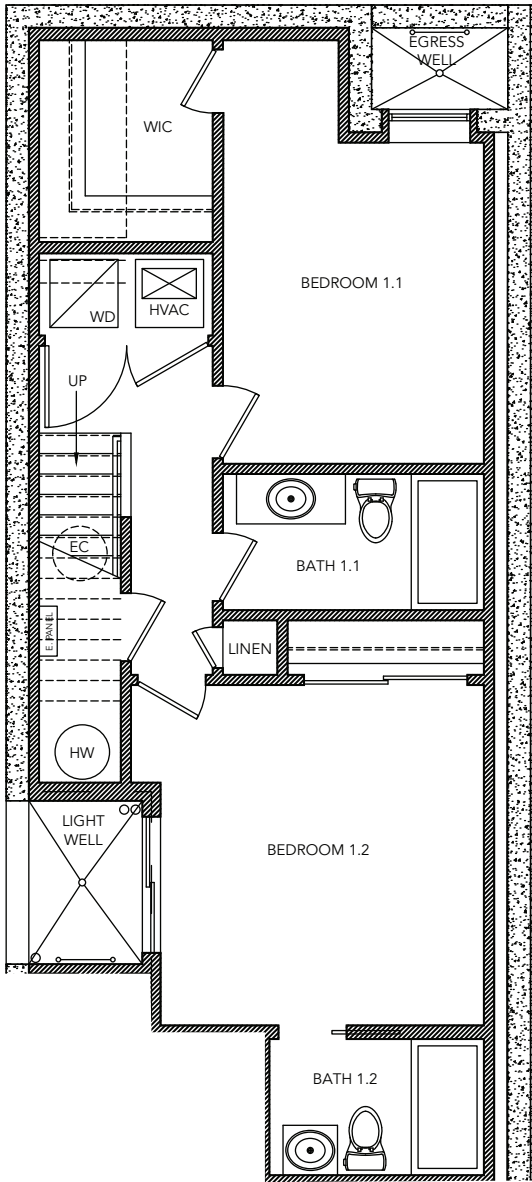 EGRESS
WELL
WIC
BEDROOM 1.1
WD
HVAC
UP
EC
BATH 1.1
E. PANEL
LINEN
HW
LIGHT
WELL
BEDROOM 1.2
BATH 1.2